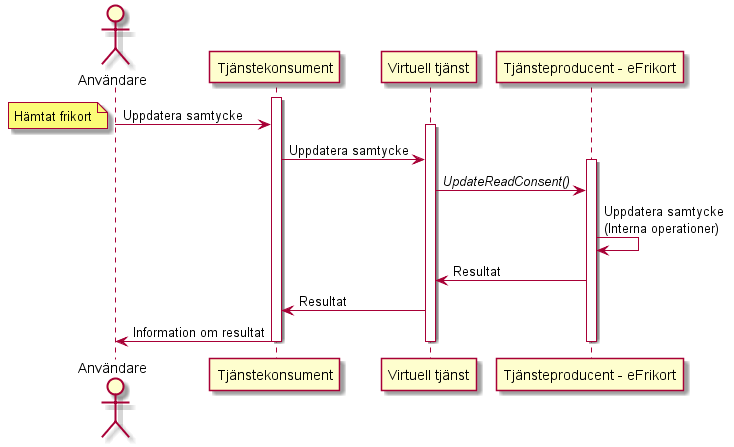 Användare
Tjänstekonsument
Virtuell tjänst
Tjänsteproducent - eFrikort
Hämtat frikort
Uppdatera samtycke
Uppdatera samtycke
UpdateReadConsent()
Uppdatera samtycke
(Interna operationer)
Resultat
Resultat
Information om resultat
Användare
Tjänstekonsument
Virtuell tjänst
Tjänsteproducent - eFrikort